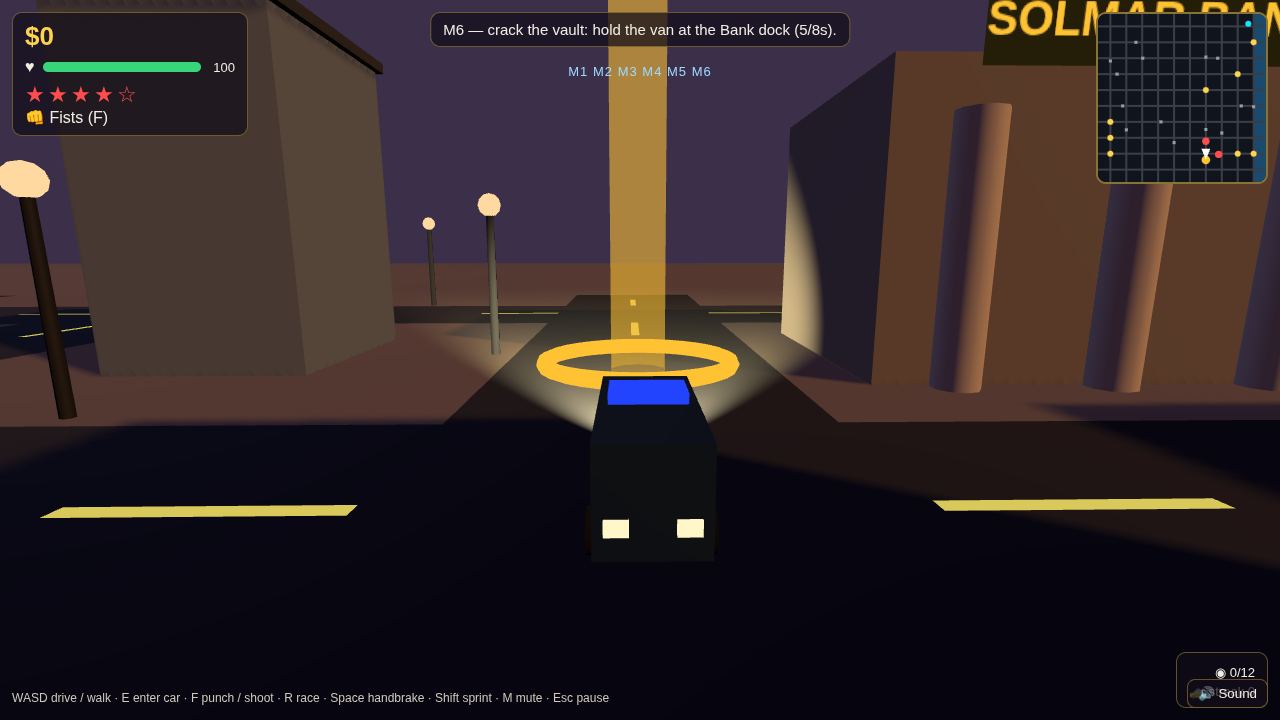 $0
M6 — crack the vault: hold the van at the Bank dock (5/8s).
SOLMAR BAN
♥ 100
M1 M2 M3 M4 M5 M6
★★★★☆
👊 Fists (F)
◉ 0/12
🔊 Sound
WASD drive / walk · E enter car · F punch / shoot · R race · Space handbrake · Shift sprint · M mute · Esc pause